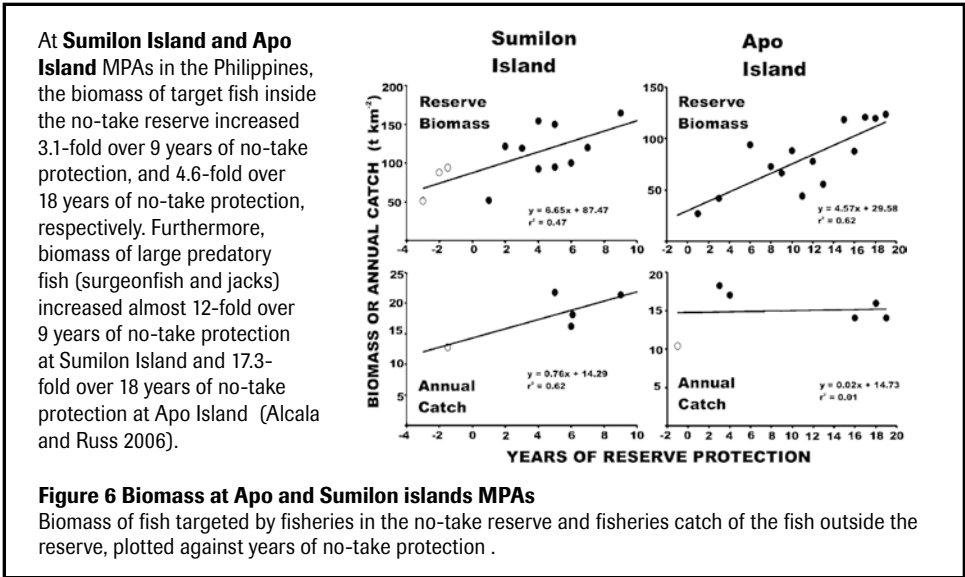 At Sumilon Island and Apo
Island MPAs in the Philippines,
the biomass of target fish inside
the no-take reserve increased
3.1-fold over 9 years of no-take
protection, and 4.6-fold over
18 years of no-take protection,
respectively. Furthermore,
biomass of large predatory
fish (surgeonfish and jacks)
increased almost 12-fold over
9 years of no-take protection
at Sumilon Island and 17.3-
fold over 18 years of no-take
protection at Apo Island (Alcala
and Russ 2006).
BIOMASS OR ANNUAL CATCH (t km⁻²)
Sumilon
Island
200
150
100
50
Reserve
Biomass
y = 6.65x + 87.47
r² = 0.47
-4 -2 0 2 4 6 8 10
Apo
Island
150
100
50
Reserve
Biomass
y = 4.57x + 29.58
r² = 0.62
-2 0 2 4 6 8 10 12 14 16 18 20
25
20
15
10
5
Annual
Catch
y = 0.76x + 14.29
r² = 0.62
-4 -2 0 2 4 6 8 10
20
15
10
5
Annual
Catch
y = 0.02x + 14.73
r² = 0.01
-2 0 2 4 6 8 10 12 14 16 18 20
YEARS OF RESERVE PROTECTION
Figure 6 Biomass at Apo and Sumilon islands MPAs
Biomass of fish targeted by fisheries in the no-take reserve and fisheries catch of the fish outside the
reserve, plotted against years of no-take protection .